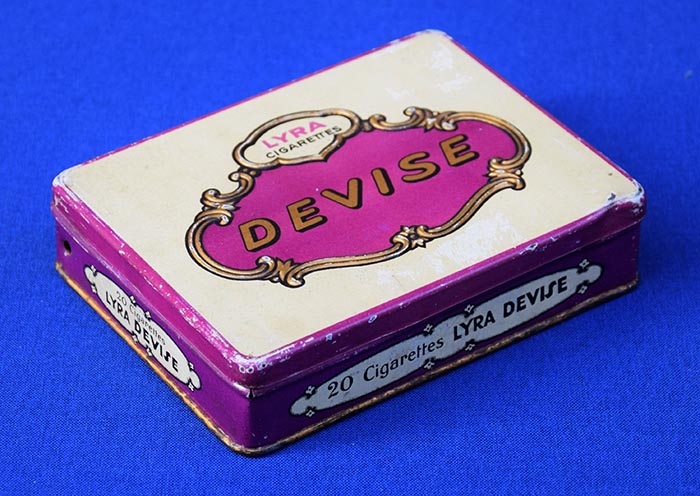 LYRA
CIGARETTES
DEVISE
20 Cigarettes
LYRA DEVISE
20 Cigarettes LYRA DEVISE